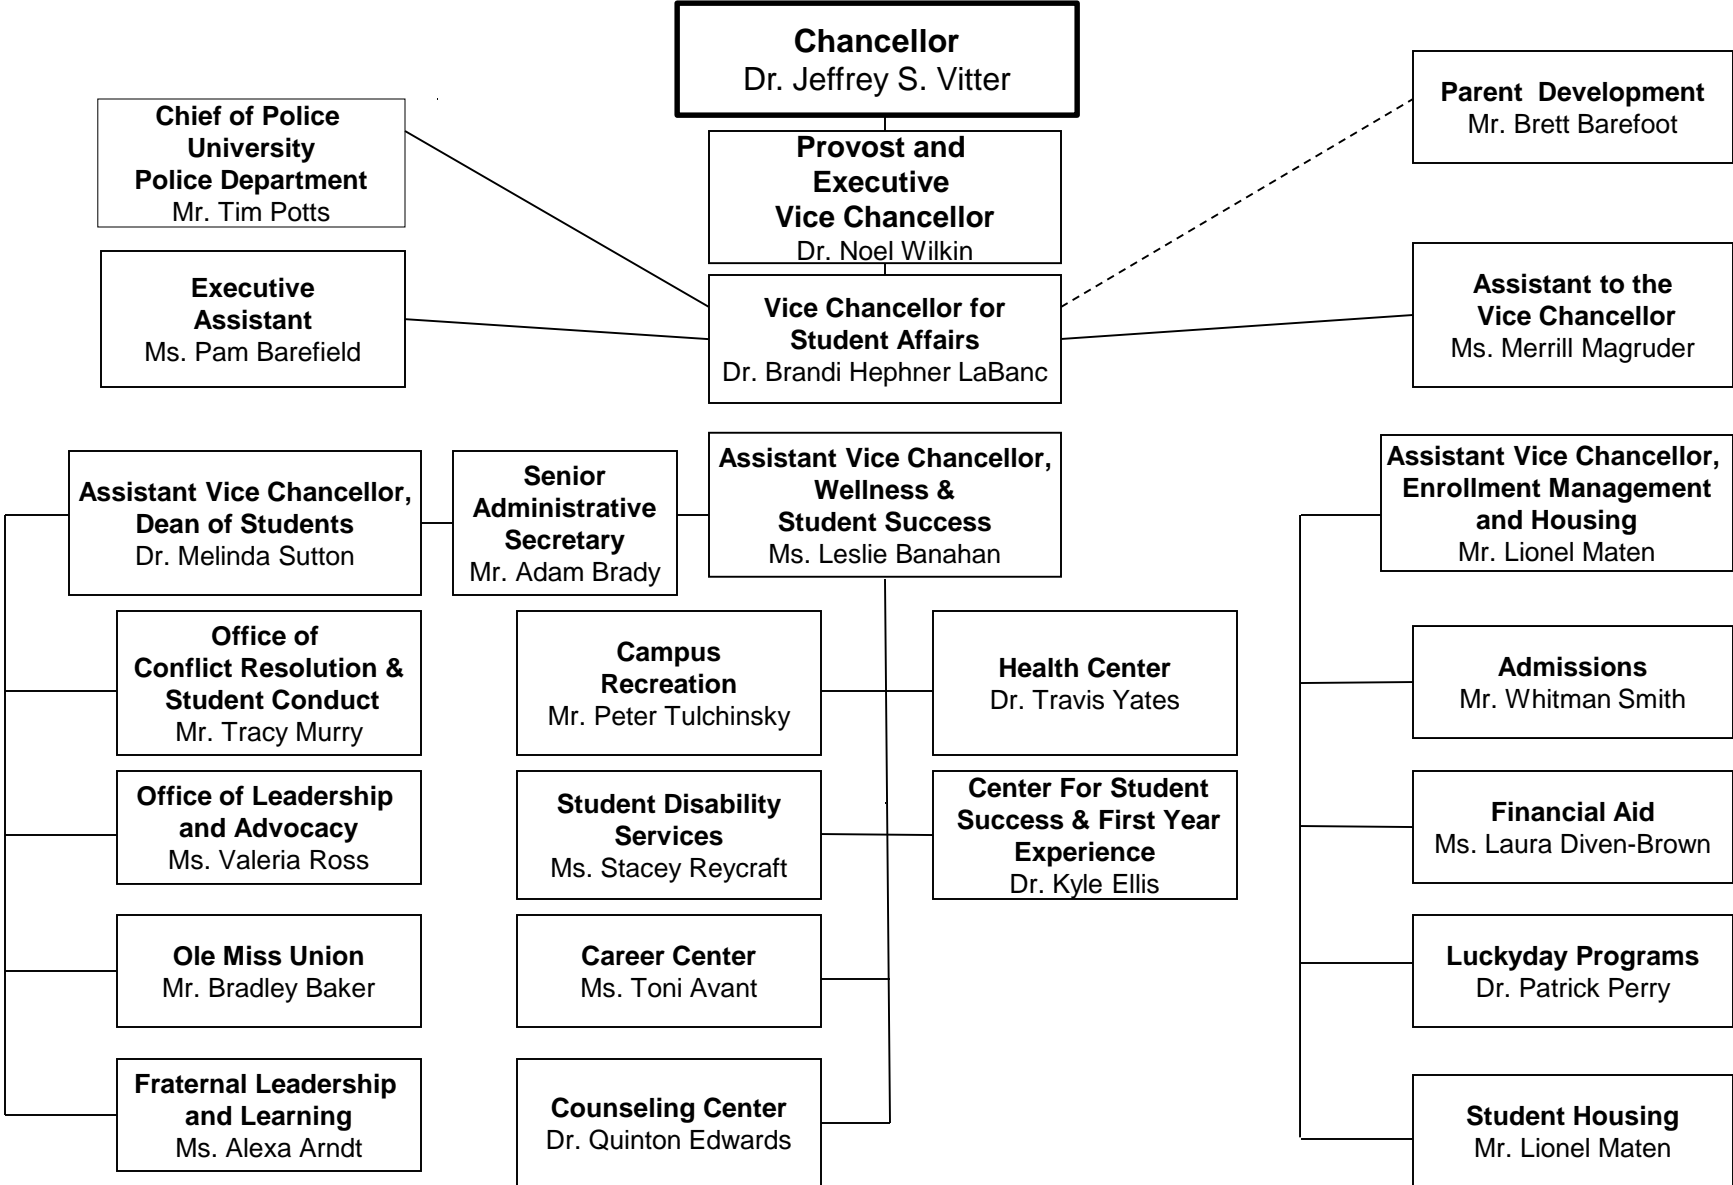 Chancellor
Dr. Jeffrey S. Vitter
Chief of Police
University
Police Department
Mr. Tim Potts
Provost and
Executive
Vice Chancellor
Dr. Noel Wilkin
Parent Development
Mr. Brett Barefoot
Executive
Assistant
Ms. Pam Barefield
Vice Chancellor for
Student Affairs
Dr. Brandi Hephner LaBanc
Assistant to the
Vice Chancellor
Ms. Merrill Magruder
Assistant Vice Chancellor,
Dean of Students
Dr. Melinda Sutton
Senior
Administrative
Secretary
Mr. Adam Brady
Assistant Vice Chancellor,
Wellness &
Student Success
Ms. Leslie Banahan
Assistant Vice Chancellor,
Enrollment Management
and Housing
Mr. Lionel Maten
Office of
Conflict Resolution &
Student Conduct
Mr. Tracy Murry
Campus
Recreation
Mr. Peter Tulchinsky
Health Center
Dr. Travis Yates
Admissions
Mr. Whitman Smith
Office of Leadership
and Advocacy
Ms. Valeria Ross
Student Disability
Services
Ms. Stacey Reycraft
Center For Student
Success & First Year
Experience
Dr. Kyle Ellis
Financial Aid
Ms. Laura Diven-Brown
Ole Miss Union
Mr. Bradley Baker
Career Center
Ms. Toni Avant
Luckyday Programs
Dr. Patrick Perry
Fraternal Leadership
and Learning
Ms. Alexa Arndt
Counseling Center
Dr. Quinton Edwards
Student Housing
Mr. Lionel Maten